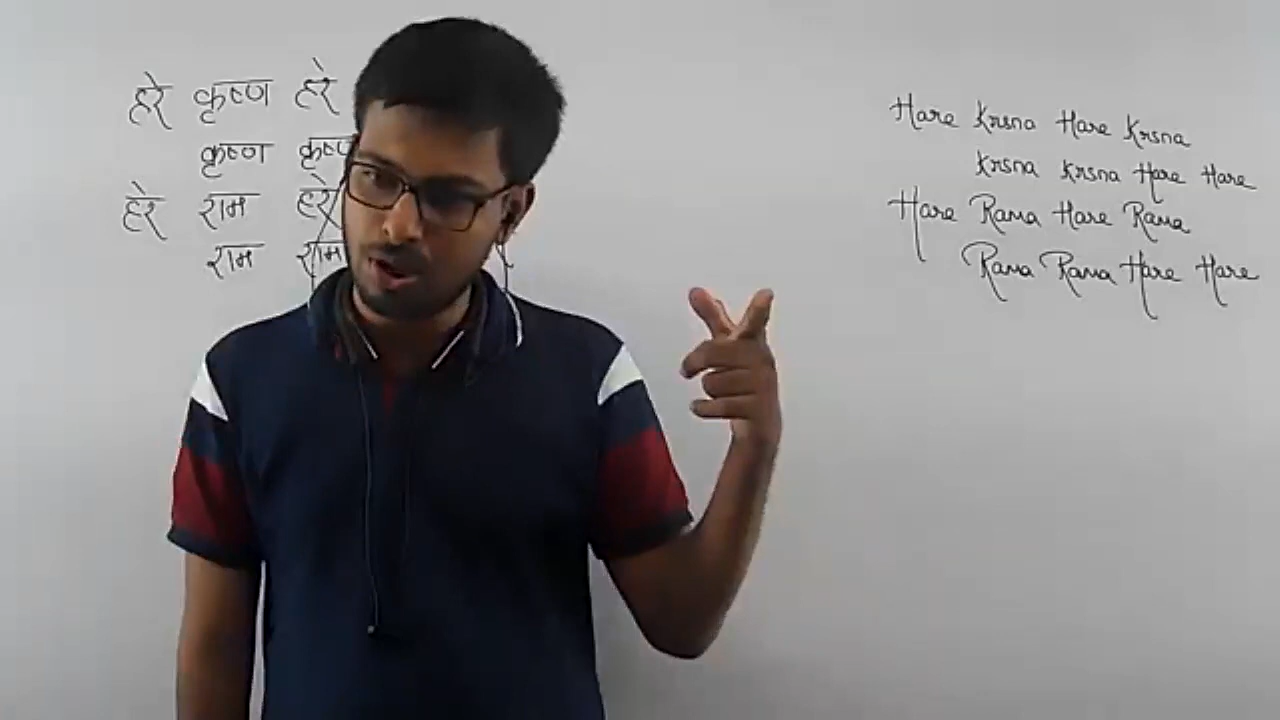 हरे कृष्ण हरे
कृष्ण कृष्ण
हरे राम हरे
राम राम
Hare Krsna Hare Krsna
Krsna Krsna Hare Hare
Hare Rama Hare Rama
Rama Rama Hare Hare